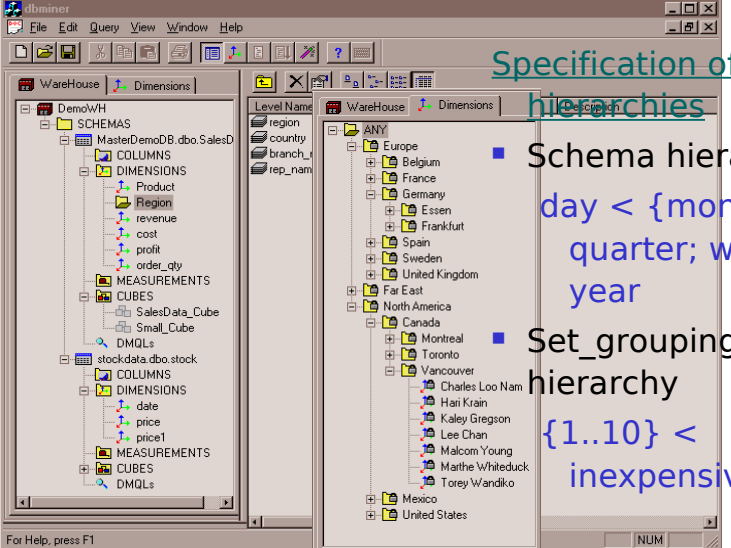 dbminer
File Edit Query View Window Help
WareHouse Dimensions
DemoWH
SCHEMAS
MasterDemoDB.dbo.SalesD
COLUMNS
DIMENSIONS
Product
Region
revenue
cost
profit
order_qty
MEASUREMENTS
CUBES
SalesData_Cube
Small_Cube
DMQLs
stockdata.dbo.stock
COLUMNS
DIMENSIONS
date
price
price1
MEASUREMENTS
CUBES
DMQLs
Level Name
Description
region
country
branch_n
rep_nam
WareHouse Dimensions
ANY
Europe
Belgium
France
Germany
Essen
Frankfurt
Spain
Sweden
United Kingdom
Far East
North America
Canada
Montreal
Toronto
Vancouver
Charles Loo Nam
Hari Krain
Kaley Gregson
Lee Chan
Malcom Young
Marthe Whiteduck
Torey Wandiko
Mexico
United States
Specification of
hierarchies
Schema hiera
day < {mon
quarter; w
year
Set_grouping
hierarchy
{1..10} <
inexpensiv
For Help, press F1
NUM